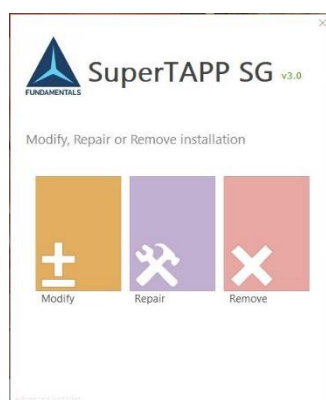 SuperTAPP SG v3.0
FUNDAMENTALS
Modify, Repair or Remove installation
Modify
Repair
Remove